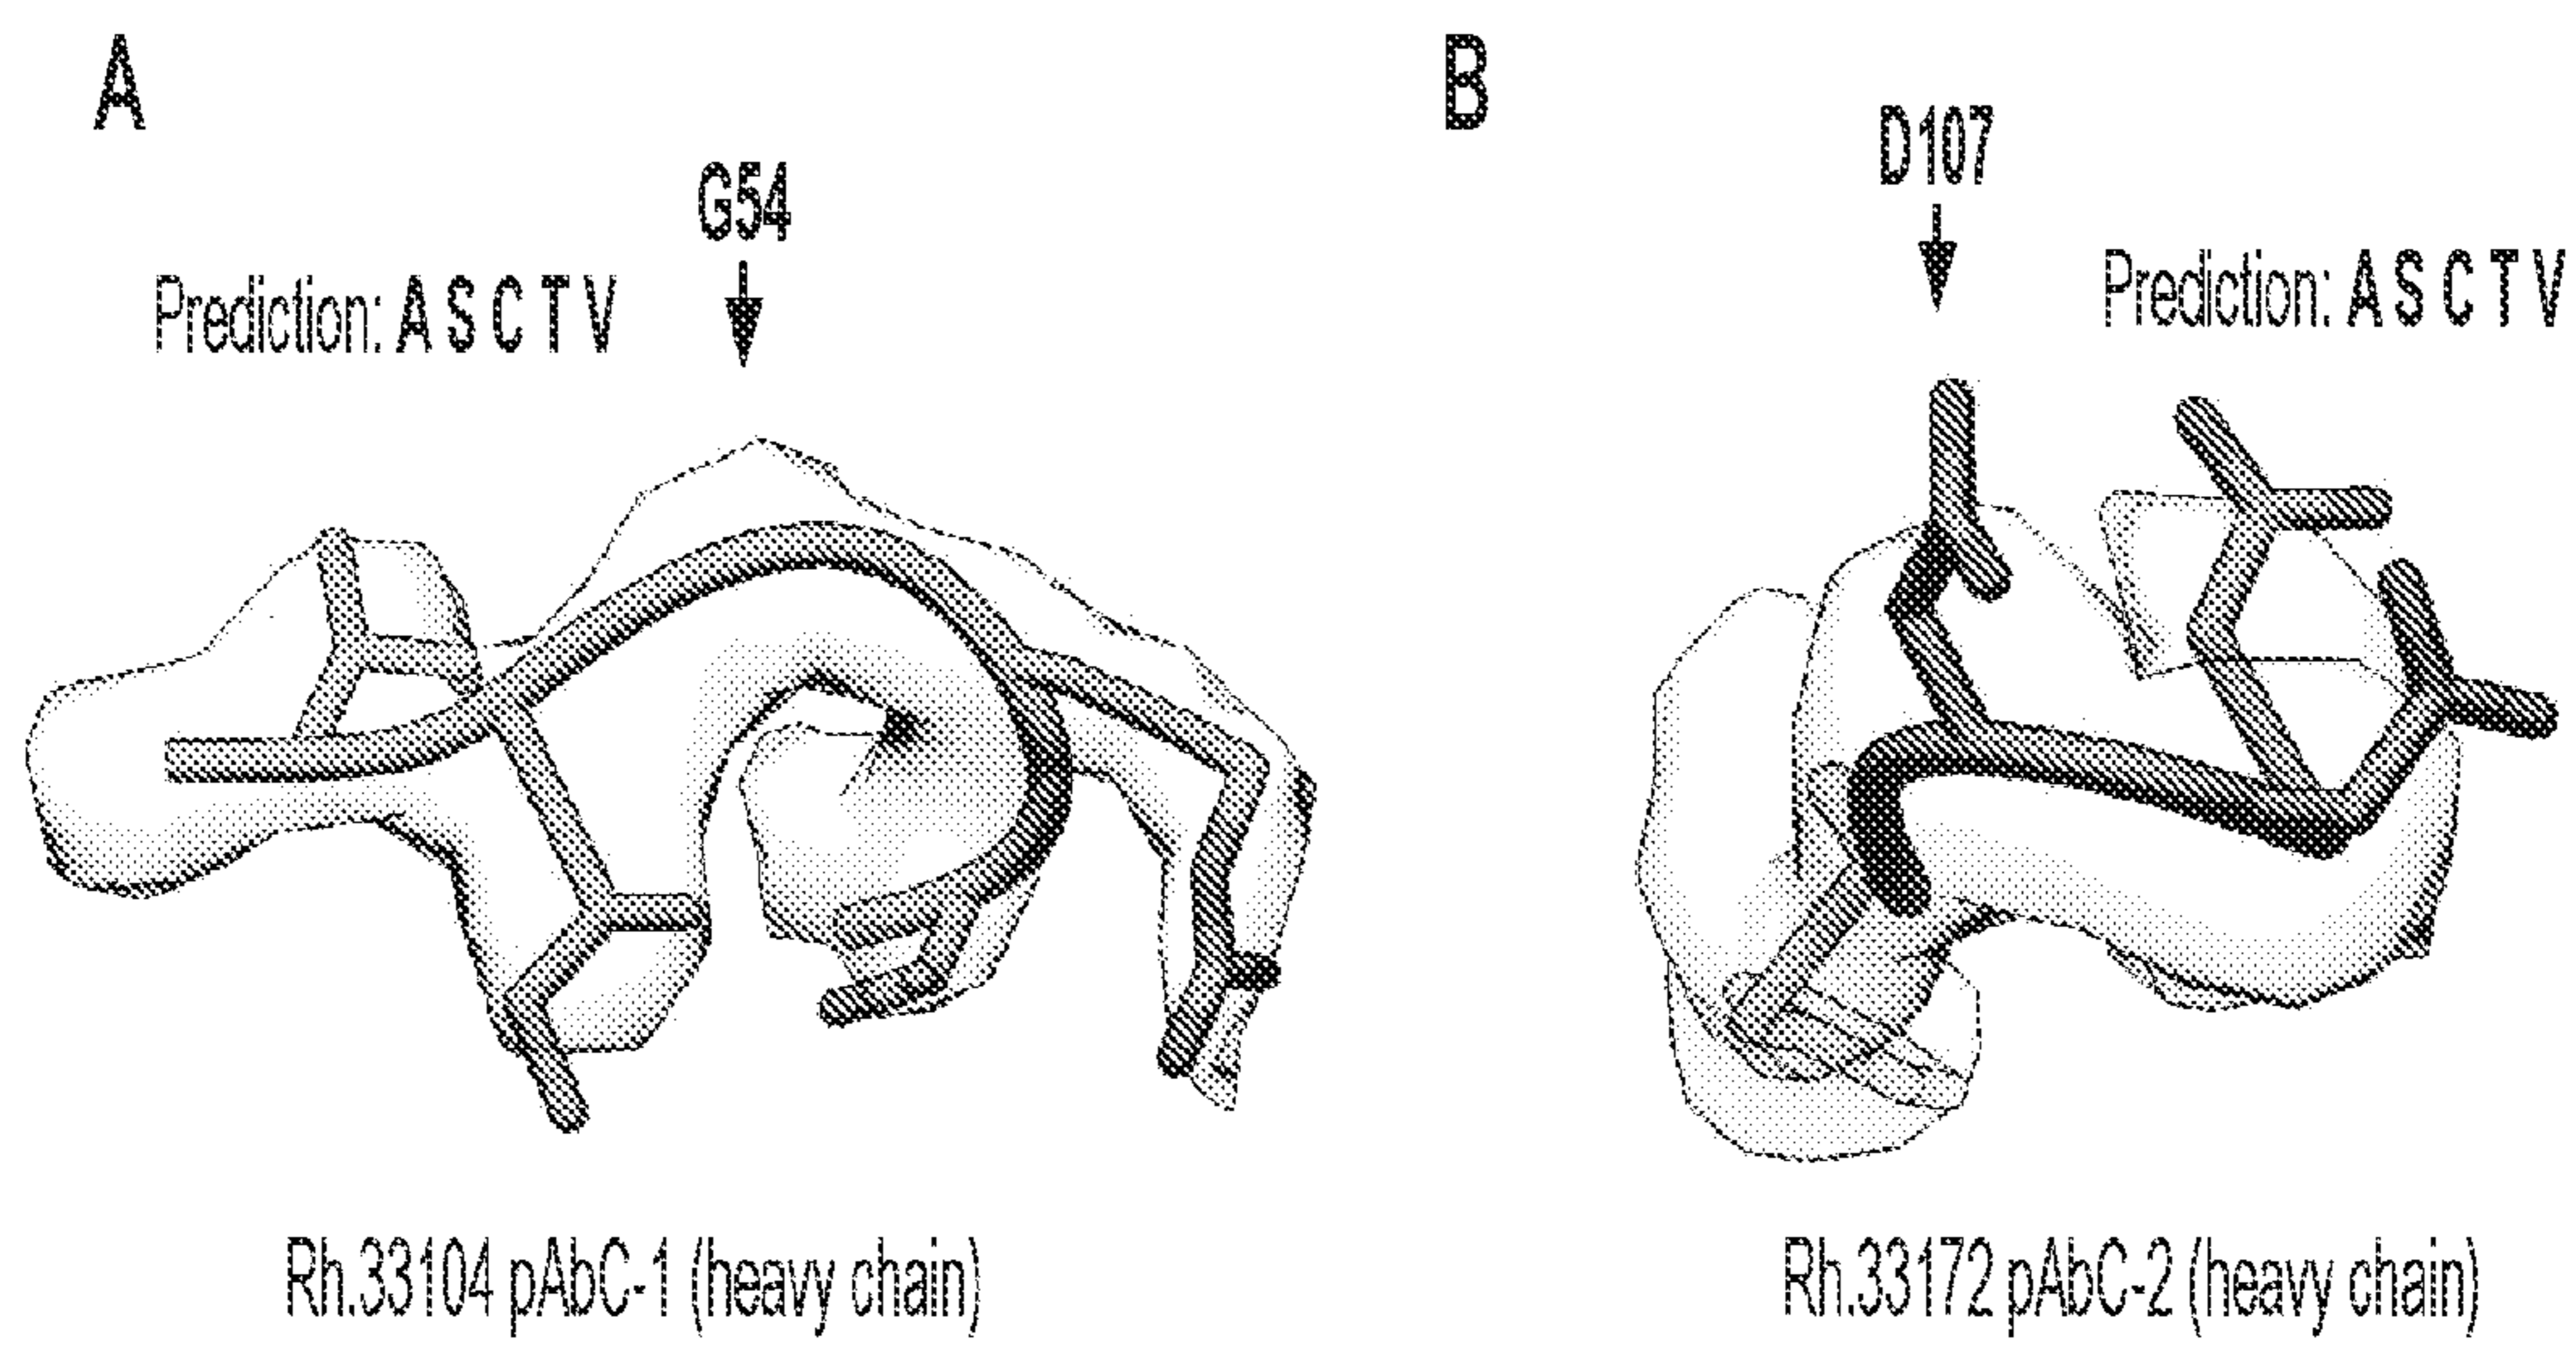 A
G54
Prediction: A S C T V
Rh.33104 pAbC-1 (heavy chain)
B
D107
Prediction: A S C T V
Rh.33172 pAbC-2 (heavy chain)